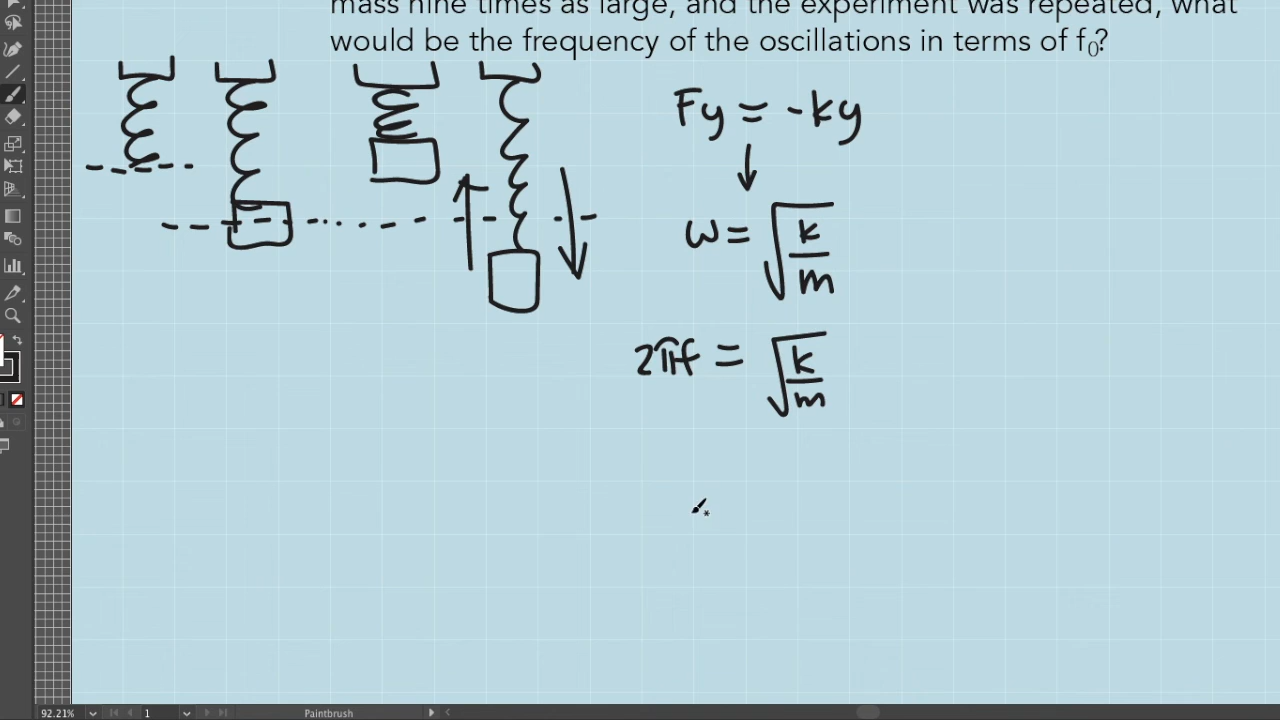 mass nine times as large, and the experiment was repeated, what
would be the frequency of the oscillations in terms of f₀?
Fy = -ky
ω = √(k/m)
2πf = √(k/m)
92.21%
1
Paintbrush